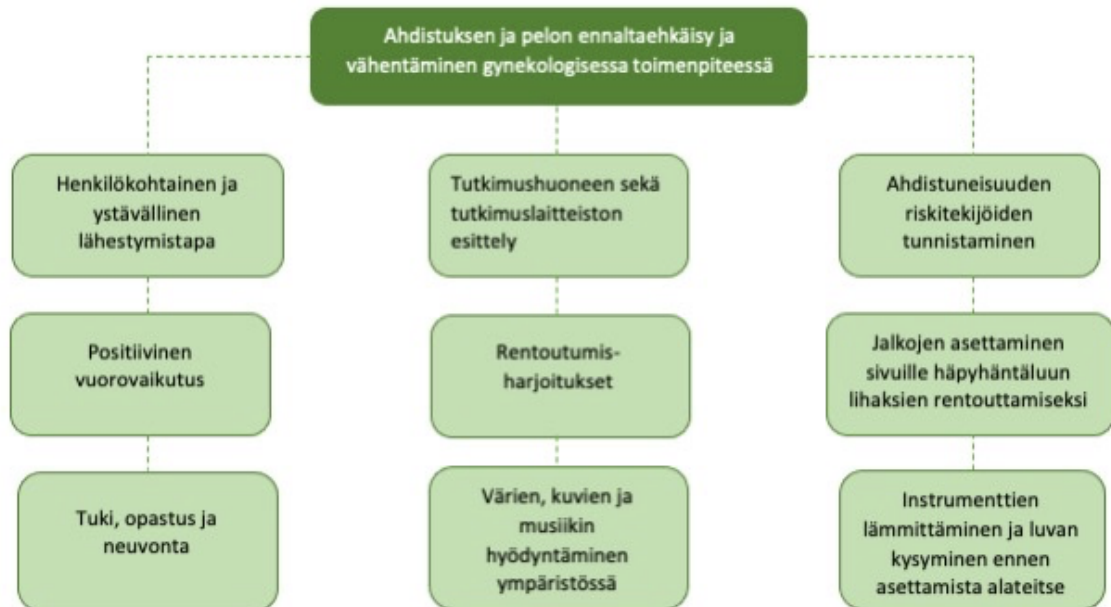 Ahdistuksen ja pelon ennaltaehkäisy ja
vähentäminen gynekologisessa toimenpiteessä
Henkilökohtainen ja
ystävällinen
lähestymistapa
Tutkimushuoneen sekä
tutkimuslaitteiston
esittely
Ahdistuneisuuden
riskitekijöiden
tunnistaminen
Positiivinen
vuorovaikutus
Rentoutumis-
harjoitukset
Jalkojen asettaminen
sivuille häpyhäntäluun
lihaksien rentouttamiseksi
Tuki, opastus ja
neuvonta
Värien, kuvien ja
musiikin
hyödyntäminen
ympäristössä
Instrumenttien
lämmittäminen ja luvan
kysyminen ennen
asettamista alateitse